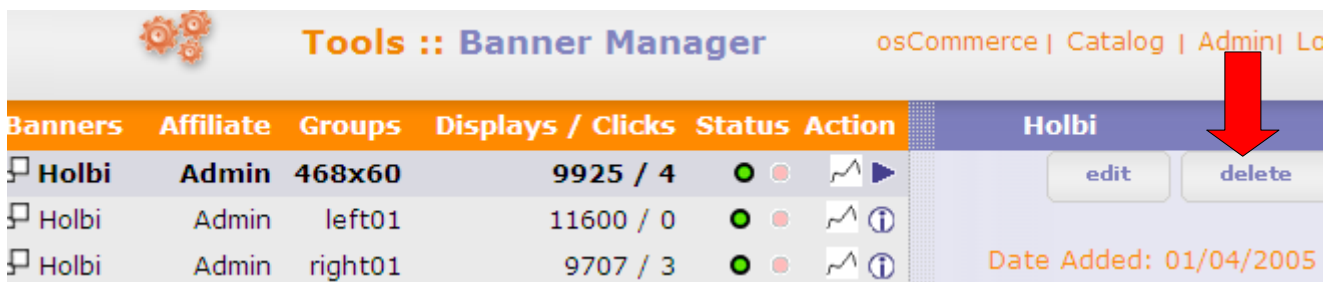 Tools :: Banner Manager osCommerce | Catalog | Admin|
Banners Affiliate Groups Displays / Clicks Status Action Holbi
Holbi Admin 468x60 9925 / 4 edit delete
Holbi Admin left01 11600 / 0
Holbi Admin right01 9707 / 3 Date Added: 01/04/2005